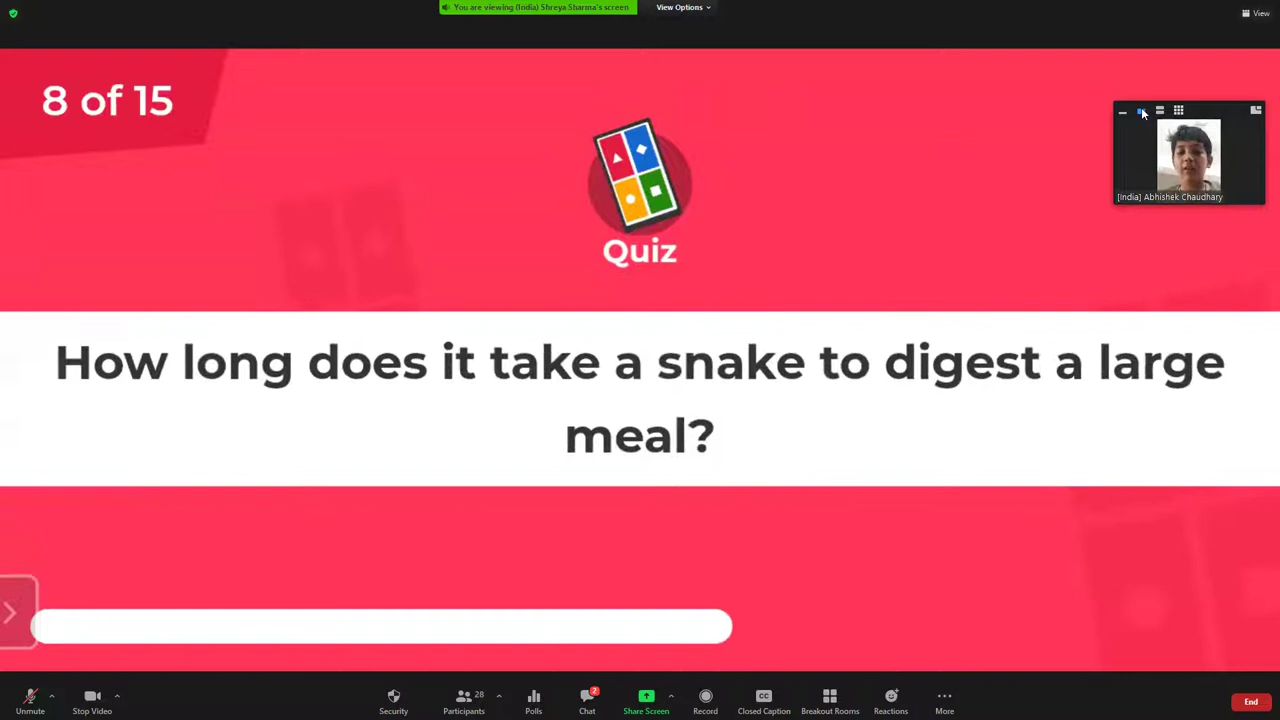 You are viewing (India) Shreya Sharma's screen
View Options
View
8 of 15
[India] Abhishek Chaudhary
Quiz
How long does it take a snake to digest a large
meal?
Unmute
Stop Video
Security
Participants
28
Polls
Chat
2
Share Screen
Record
CC
Closed Caption
Breakout Rooms
Reactions
More
End